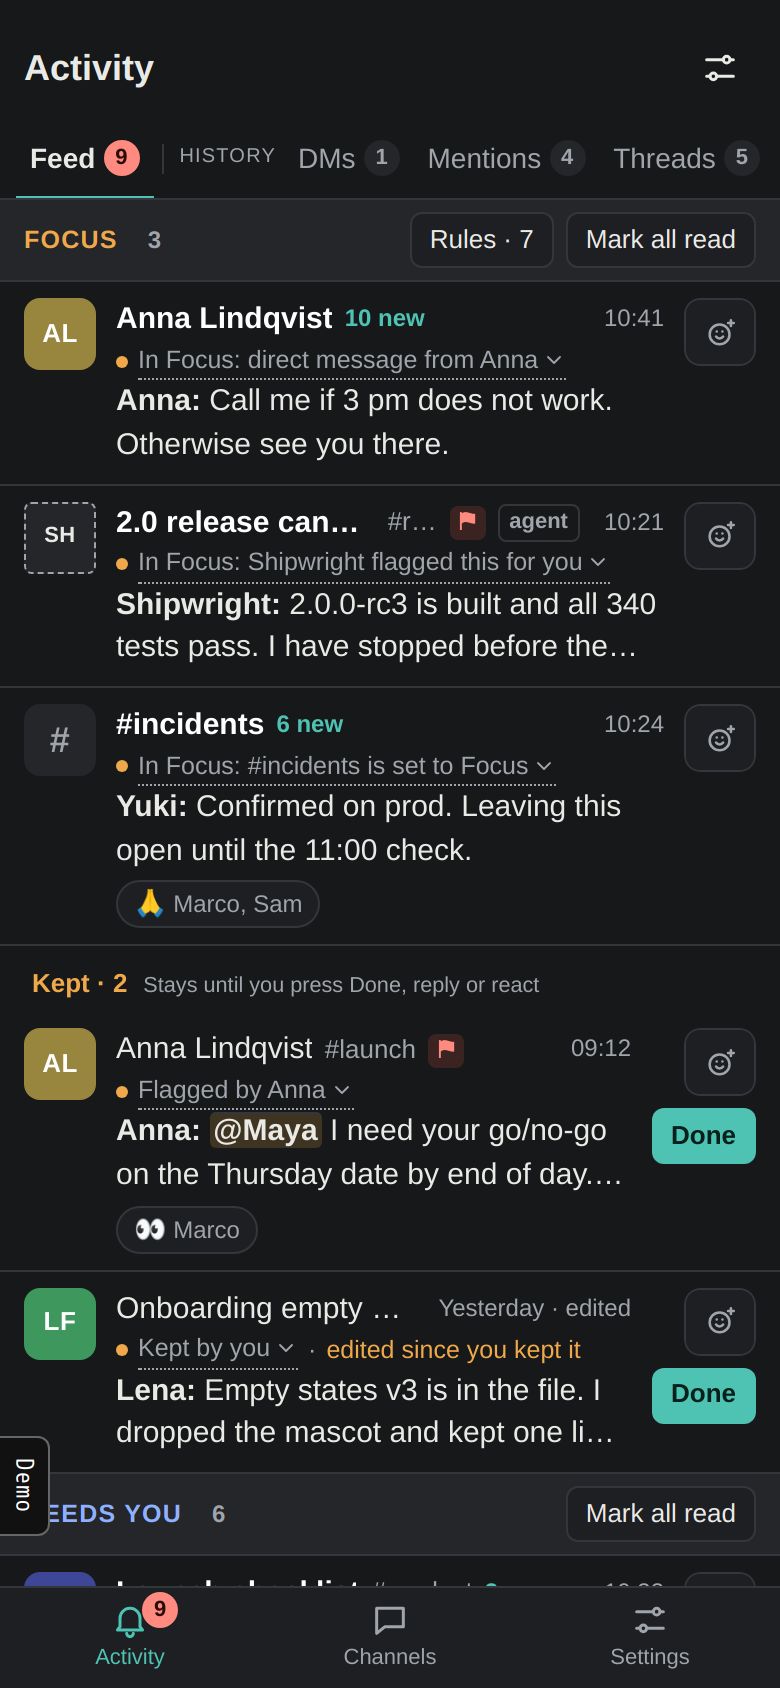 Activity
Feed 9 HISTORY DMs 1 Mentions 4 Threads 5
FOCUS 3 Rules · 7 Mark all read
AL Anna Lindqvist 10 new 10:41
In Focus: direct message from Anna
Anna: Call me if 3 pm does not work.
Otherwise see you there.
SH 2.0 release can… #r… agent 10:21
In Focus: Shipwright flagged this for you
Shipwright: 2.0.0-rc3 is built and all 340
tests pass. I have stopped before the…
# #incidents 6 new 10:24
In Focus: #incidents is set to Focus
Yuki: Confirmed on prod. Leaving this
open until the 11:00 check.
🙏 Marco, Sam
Kept · 2 Stays until you press Done, reply or react
AL Anna Lindqvist #launch 09:12
Flagged by Anna
Anna: @Maya I need your go/no-go
on the Thursday date by end of day.…
Done
👀 Marco
LF Onboarding empty … Yesterday · edited
Kept by you · edited since you kept it
Lena: Empty states v3 is in the file. I
dropped the mascot and kept one li…
Done
Demo
EEDS YOU 6 Mark all read
9
Activity Channels Settings